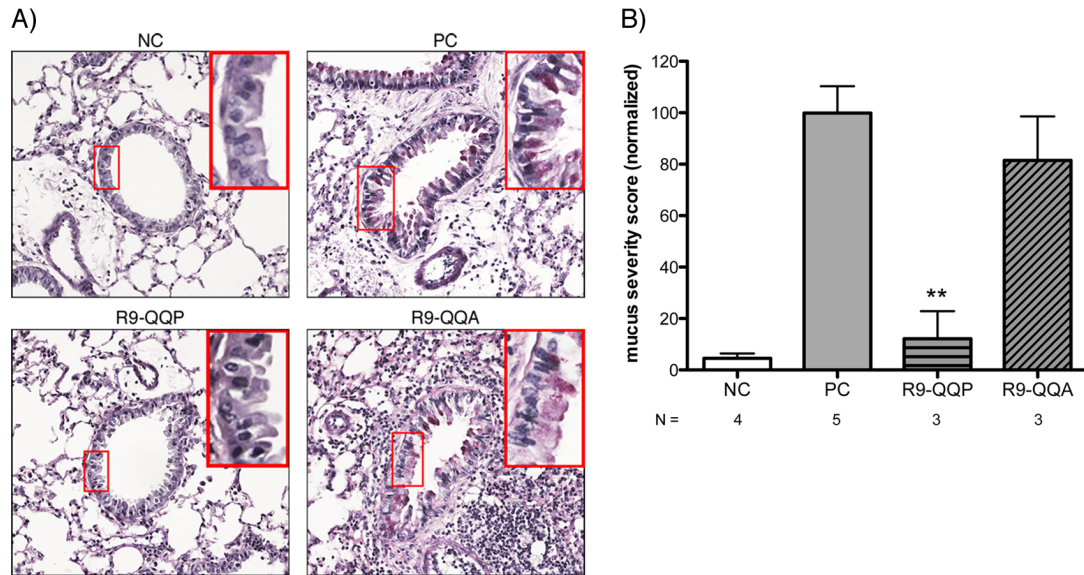 A)
NC
PC
R9-QQP
R9-QQA
B)
mucus severity score (normalized)
120
100
80
60
40
20
0
**
NC PC R9-QQP R9-QQA
N = 4 5 3 3